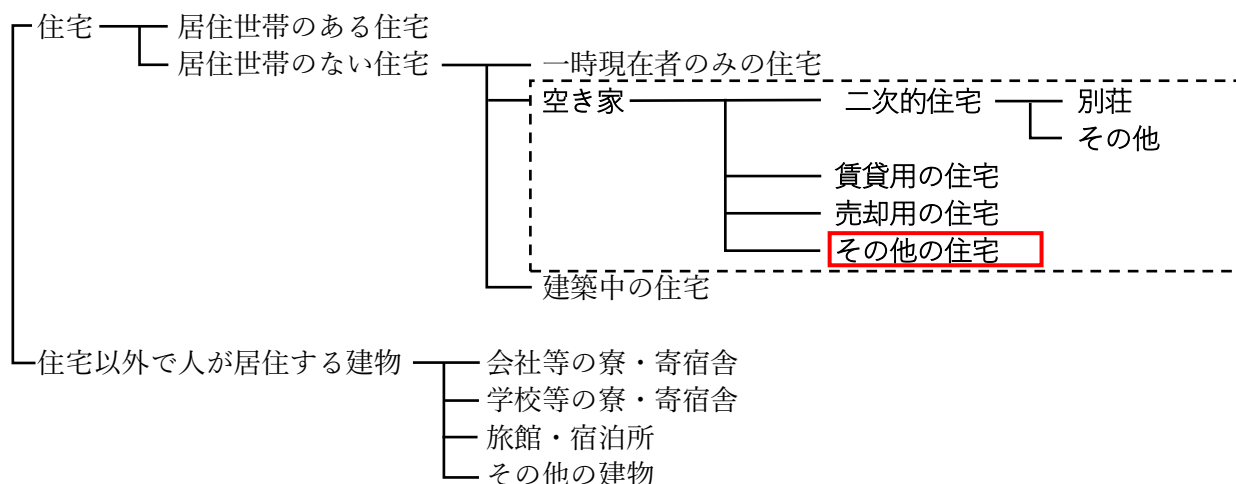 住宅 居住世帯のある住宅
居住世帯のない住宅 一時現在者のみの住宅
空き家 二次的住宅 別荘
その他
賃貸用の住宅
売却用の住宅
その他の住宅
建築中の住宅
住宅以外で人が居住する建物 会社等の寮・寄宿舎
学校等の寮・寄宿舎
旅館・宿泊所
その他の建物